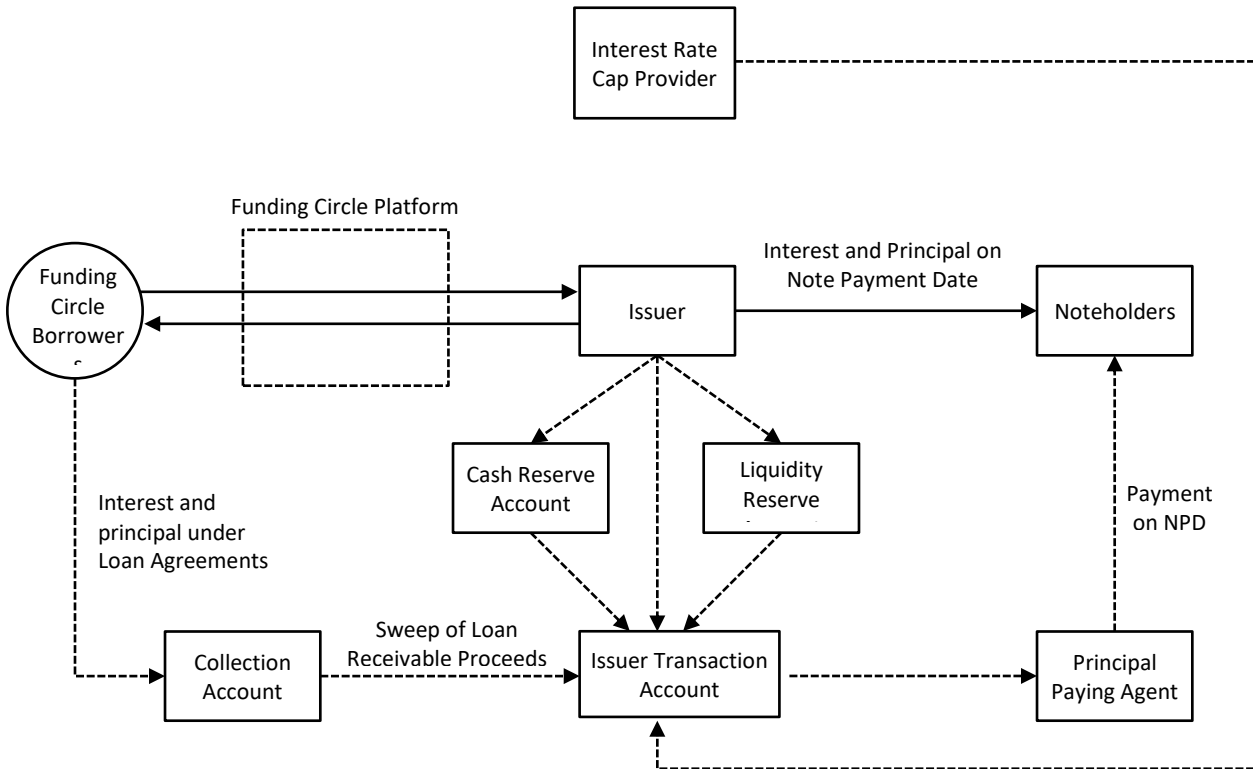 Interest Rate
Cap Provider
Funding Circle Platform
Funding
Circle
Borrower
Interest and Principal on
Note Payment Date
Issuer
Noteholders
Cash Reserve
Account
Liquidity
Reserve
Interest and
principal under
Loan Agreements
Payment
on NPD
Sweep of Loan
Receivable Proceeds
Collection
Account
Issuer Transaction
Account
Principal
Paying Agent